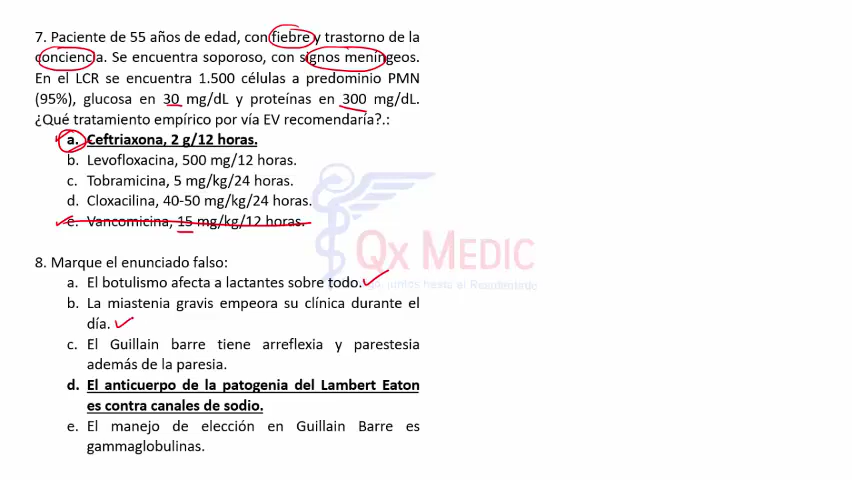 7. Paciente de 55 años de edad, con fiebre y trastorno de la
conciencia. Se encuentra soporoso, con signos meníngeos.
En el LCR se encuentra 1.500 células a predominio PMN
(95%), glucosa en 30 mg/dL y proteínas en 300 mg/dL.
¿Qué tratamiento empírico por vía EV recomendaría?.:
a. Ceftriaxona, 2 g/12 horas.
b. Levofloxacina, 500 mg/12 horas.
c. Tobramicina, 5 mg/kg/24 horas.
d. Cloxacilina, 40-50 mg/kg/24 horas.
e. Vancomicina, 15 mg/kg/12 horas.
8. Marque el enunciado falso:
a. El botulismo afecta a lactantes sobre todo.
b. La miastenia gravis empeora su clínica durante el
día.
c. El Guillain barre tiene arreflexia y parestesia
además de la paresia.
d. El anticuerpo de la patogenia del Lambert Eaton
es contra canales de sodio.
e. El manejo de elección en Guillain Barre es
gammaglobulinas.
QX MEDIC
juntos hasta el Residentado